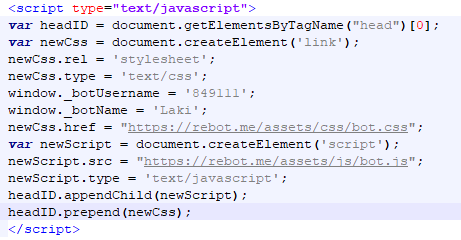 <script type="text/javascript">
var headID = document.getElementsByTagName("head")[0];
var newCss = document.createElement('link');
newCss.rel = 'stylesheet';
newCss.type = 'text/css';
window._botUsername = '849111';
window._botName = 'Laki';
newCss.href = "https://rebot.me/assets/css/bot.css";
var newScript = document.createElement('script');
newScript.src = "https://rebot.me/assets/js/bot.js";
newScript.type = 'text/javascript';
headID.appendChild(newScript);
headID.prepend(newCss);
</script>